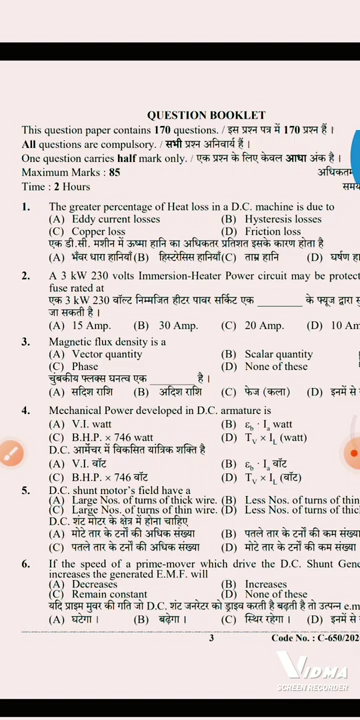 QUESTION BOOKLET
This question paper contains 170 questions. / इस प्रश्न पत्र में 170 प्रश्न हैं ।
All questions are compulsory. / सभी प्रश्न अनिवार्य हैं ।
One question carries half mark only. / एक प्रश्न के लिए केवल आधा अंक है ।
Maximum Marks : 85
Time : 2 Hours
1. The greater percentage of Heat loss in a D.C. machine is due to
(A) Eddy current losses (B) Hysteresis losses
(C) Copper loss (D) Friction loss
एक डी.सी. मशीन में ऊष्मा हानि का अधिकतर प्रतिशत इसके कारण होता है
(A) भँवर धारा हानियाँ (B) हिस्टरेसिस हानियाँ (C) ताम्र हानि (D) घर्षण
2. A 3 kW 230 volts Immersion-Heater Power circuit may be protect
fuse rated at
एक 3 kW 230 वॉल्ट निम्मजित हीटर पावर सर्किट एक ________ के फ्यूज द्वारा
जा सकती है ।
(A) 15 Amp. (B) 30 Amp. (C) 20 Amp. (D) 10 Am
3. Magnetic flux density is a
(A) Vector quantity (B) Scalar quantity
(C) Phase (D) None of these
चुंबकीय फ्लक्स घनत्व एक ________ है ।
(A) सदिश राशि (B) अदिश राशि (C) फेज (कला) (D) इनमें से
4. Mechanical Power developed in D.C. armature is
(A) V.I. watt (B) εb · Ia watt
(C) B.H.P. × 746 watt (D) Tv × IL (watt)
D.C. आर्मेचर में विकसित यांत्रिक शक्ति है
(A) V.I. वॉट (B) εb · Ia वॉट
(C) B.H.P. × 746 वॉट (D) Tv × IL (वॉट)
5. D.C. shunt motor's field have a
(A) Large Nos. of turns of thick wire. (B) Less Nos. of turns of thin
(C) Large Nos. of turns of thin wire. (D) Less Nos. of turns of thic
D.C. शंट मोटर के क्षेत्र में होना चाहिए
(A) मोटे तार के टर्नों की अधिक संख्या (B) पतले तार के टर्नों की कम संख्या
(C) पतले तार के टर्नों की अधिक संख्या (D) मोटे तार के टर्नों की कम संख्या
6. If the speed of a prime-mover which drive the D.C. Shunt Gene
increases the generated E.M.F. will
(A) Decreases (B) Increases
(C) Remain constant (D) None of these
यदि प्राइम मुवर की गति जो D.C. शंट जनरेटर को ड्राइव करती है बढ़ती है तो उत्पन्न e.m
(A) घटेगा । (B) बढ़ेगा । (C) स्थिर रहेगा । (D) इनमें से
3 Code No. : C-650/202
VIDMA
SCREEN RECORDER